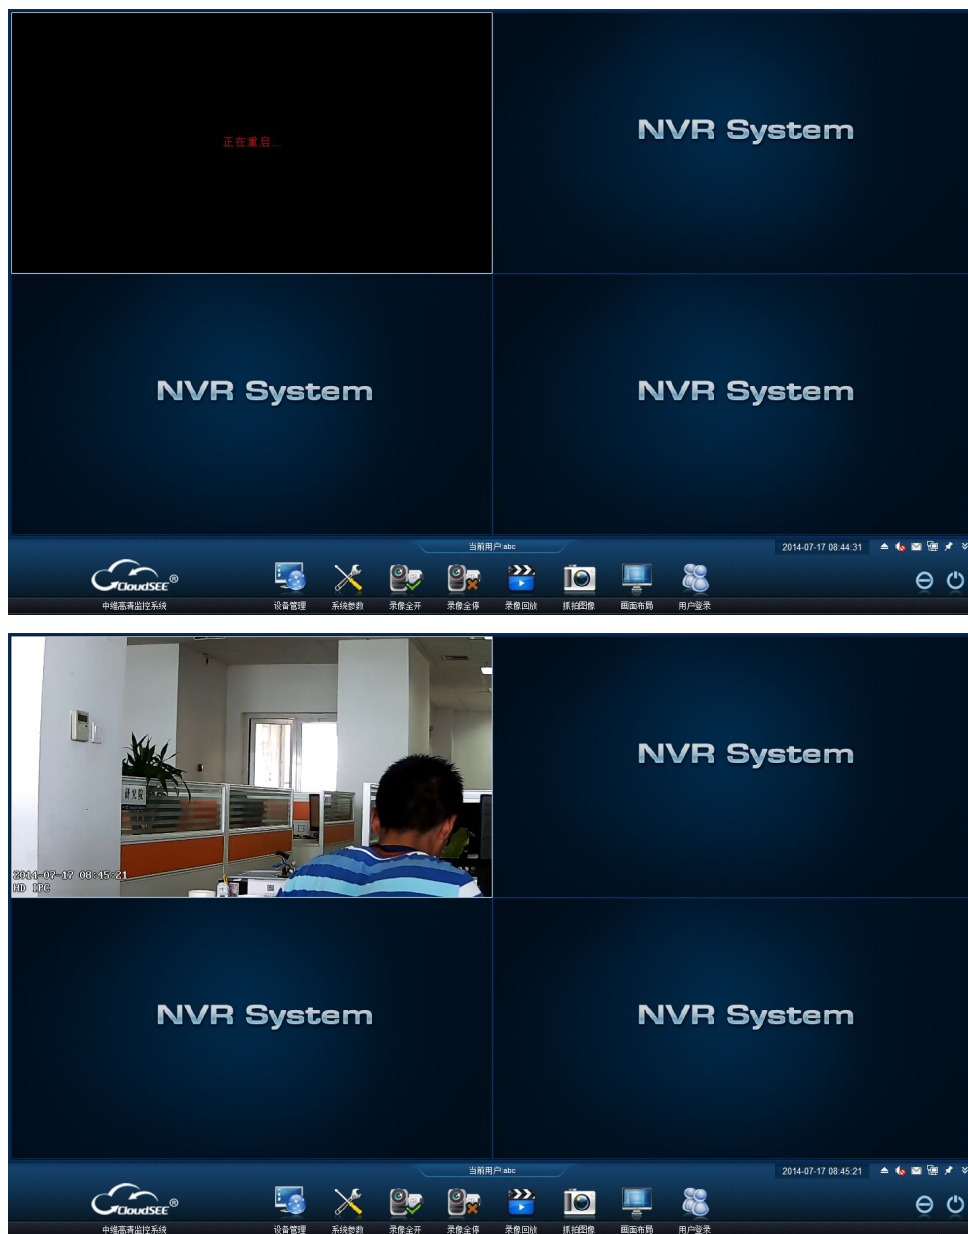 正在重启...
NVR System
NVR System
NVR System
当前用户:abc
2014-07-17 08:44:31
CloudSEE®
中维高清监控系统
设备管理
系统参数
录像全开
录像全停
录像回放
抓拍图像
画面布局
用户登录
研究院
2014-07-17 08:45:21
HD IPC
NVR System
NVR System
NVR System
当前用户:abc
2014-07-17 08:45:21
CloudSEE®
中维高清监控系统
设备管理
系统参数
录像全开
录像全停
录像回放
抓拍图像
画面布局
用户登录